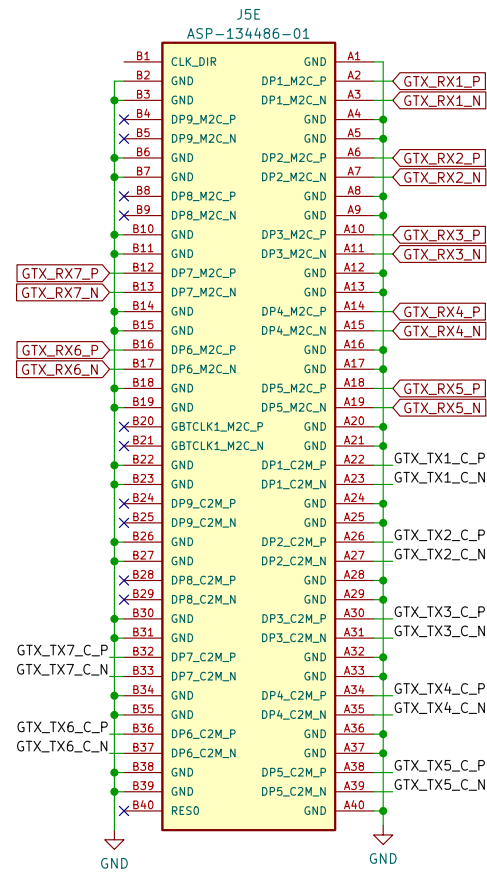 J5E
ASP-134486-01
B1 CLK_DIR GND A1
B2 GND DP1_M2C_P A2 GTX_RX1_P
B3 GND DP1_M2C_N A3 GTX_RX1_N
B4 DP9_M2C_P GND A4
B5 DP9_M2C_N GND A5
B6 GND DP2_M2C_P A6 GTX_RX2_P
B7 GND DP2_M2C_N A7 GTX_RX2_N
B8 DP8_M2C_P GND A8
B9 DP8_M2C_N GND A9
B10 GND DP3_M2C_P A10 GTX_RX3_P
B11 GND DP3_M2C_N A11 GTX_RX3_N
GTX_RX7_P B12 DP7_M2C_P GND A12
GTX_RX7_N B13 DP7_M2C_N GND A13
B14 GND DP4_M2C_P A14 GTX_RX4_P
B15 GND DP4_M2C_N A15 GTX_RX4_N
GTX_RX6_P B16 DP6_M2C_P GND A16
GTX_RX6_N B17 DP6_M2C_N GND A17
B18 GND DP5_M2C_P A18 GTX_RX5_P
B19 GND DP5_M2C_N A19 GTX_RX5_N
B20 GBTCLK1_M2C_P GND A20
B21 GBTCLK1_M2C_N GND A21
B22 GND DP1_C2M_P A22 GTX_TX1_C_P
B23 GND DP1_C2M_N A23 GTX_TX1_C_N
B24 DP9_C2M_P GND A24
B25 DP9_C2M_N GND A25
B26 GND DP2_C2M_P A26 GTX_TX2_C_P
B27 GND DP2_C2M_N A27 GTX_TX2_C_N
B28 DP8_C2M_P GND A28
B29 DP8_C2M_N GND A29
B30 GND DP3_C2M_P A30 GTX_TX3_C_P
B31 GND DP3_C2M_N A31 GTX_TX3_C_N
GTX_TX7_C_P B32 DP7_C2M_P GND A32
GTX_TX7_C_N B33 DP7_C2M_N GND A33
B34 GND DP4_C2M_P A34 GTX_TX4_C_P
B35 GND DP4_C2M_N A35 GTX_TX4_C_N
GTX_TX6_C_P B36 DP6_C2M_P GND A36
GTX_TX6_C_N B37 DP6_C2M_N GND A37
B38 GND DP5_C2M_P A38 GTX_TX5_C_P
B39 GND DP5_C2M_N A39 GTX_TX5_C_N
B40 RES0 GND A40
GND GND